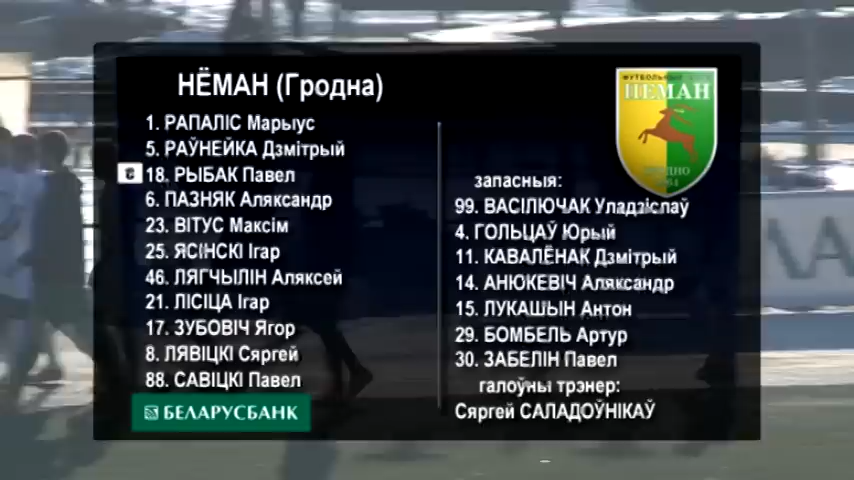 НЁМАН (Гродна)
1. РАПАЛІС Марыус
5. РАЎНЕЙКА Дзмітрый
18. РЫБАК Павел
6. ПАЗНЯК Аляксандр
23. ВІТУС Максім
25. ЯСІНСКІ Ігар
46. ЛЯГЧЫЛІН Аляксей
21. ЛІСІЦА Ігар
17. ЗУБОВІЧ Ягор
8. ЛЯВІЦКІ Сяргей
88. САВІЦКІ Павел
БЕЛАРУСБАНК
НЕМАН
запасныя:
99. ВАСІЛЮЧАК Уладзіслаў
4. ГОЛЬЦАЎ Юрый
11. КАВАЛЁНАК Дзмітрый
14. АНЮКЕВІЧ Аляксандр
15. ЛУКАШЫН Антон
29. БОМБЕЛЬ Артур
30. ЗАБЕЛІН Павел
галоўны трэнер:
Сяргей САЛАДОЎНІКАЎ